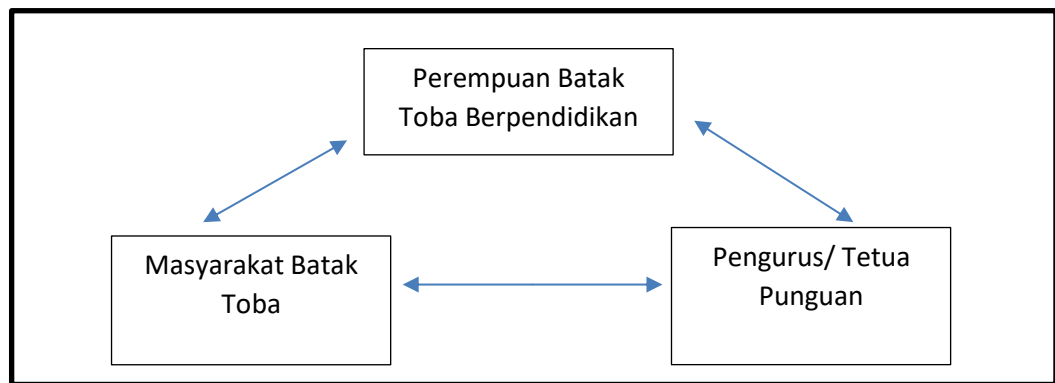 Perempuan Batak
Toba Berpendidikan
Masyarakat Batak
Toba
Pengurus/ Tetua
Punguan